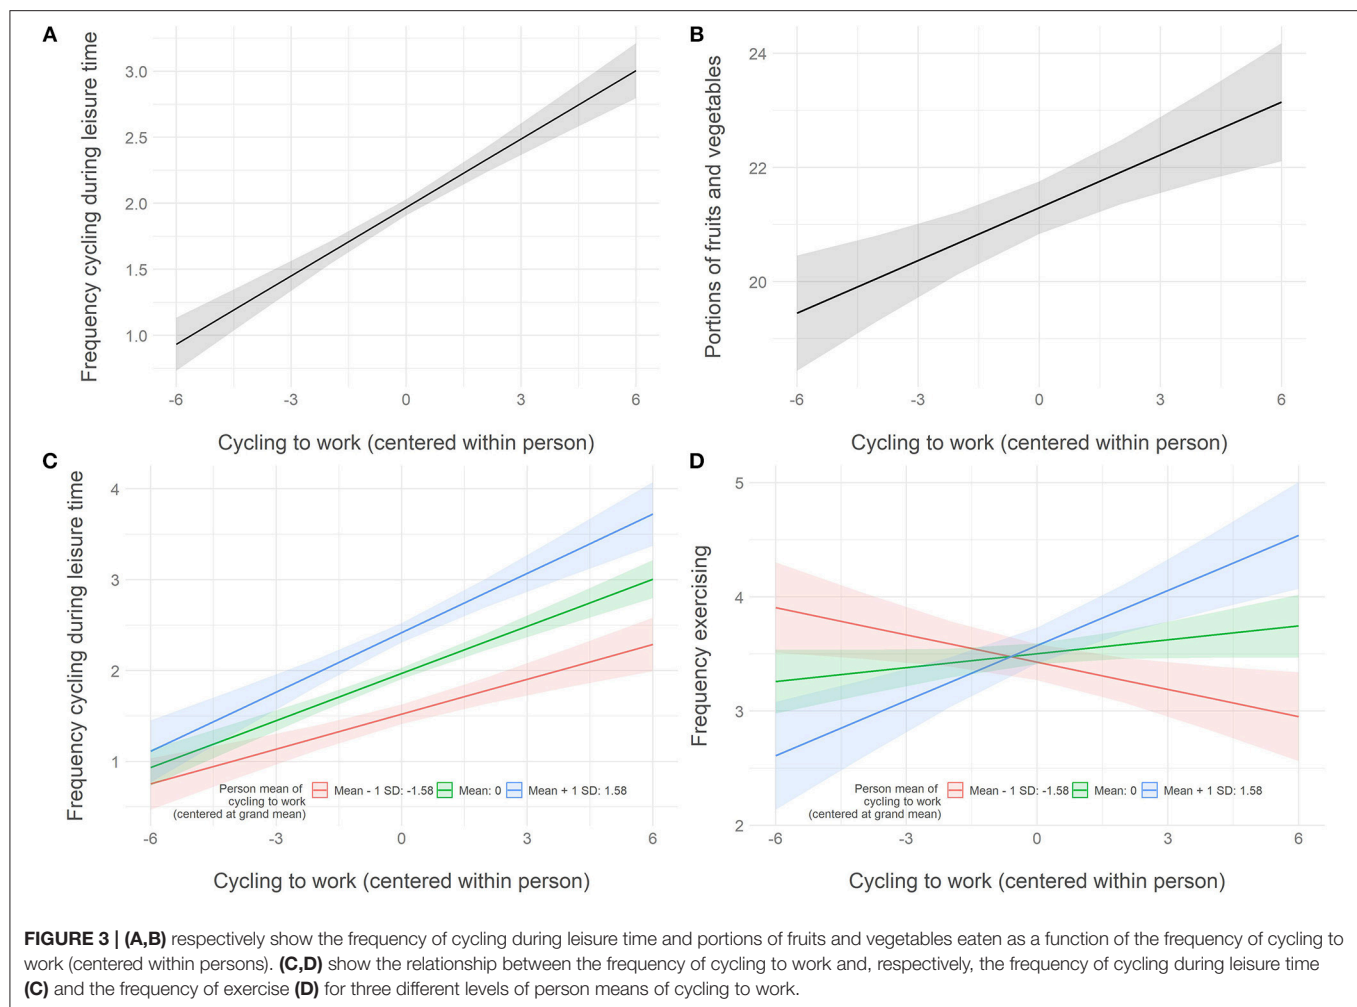 A
Frequency cycling during leisure time
3.0
2.5
2.0
1.5
1.0
-6 -3 0 3 6
Cycling to work (centered within person)
B
Portions of fruits and vegetables
24
22
20
-6 -3 0 3 6
Cycling to work (centered within person)
C
Frequency cycling during leisure time
4
3
2
1
Person mean of
cycling to work
(centered at grand mean)
Mean - 1 SD: -1.58 Mean: 0 Mean + 1 SD: 1.58
-6 -3 0 3 6
Cycling to work (centered within person)
D
Frequency exercising
5
4
3
2
Person mean of
cycling to work
(centered at grand mean)
Mean - 1 SD: -1.58 Mean: 0 Mean + 1 SD: 1.58
-6 -3 0 3 6
Cycling to work (centered within person)
FIGURE 3 | (A,B) respectively show the frequency of cycling during leisure time and portions of fruits and vegetables eaten as a function of the frequency of cycling to
work (centered within persons). (C,D) show the relationship between the frequency of cycling to work and, respectively, the frequency of cycling during leisure time
(C) and the frequency of exercise (D) for three different levels of person means of cycling to work.